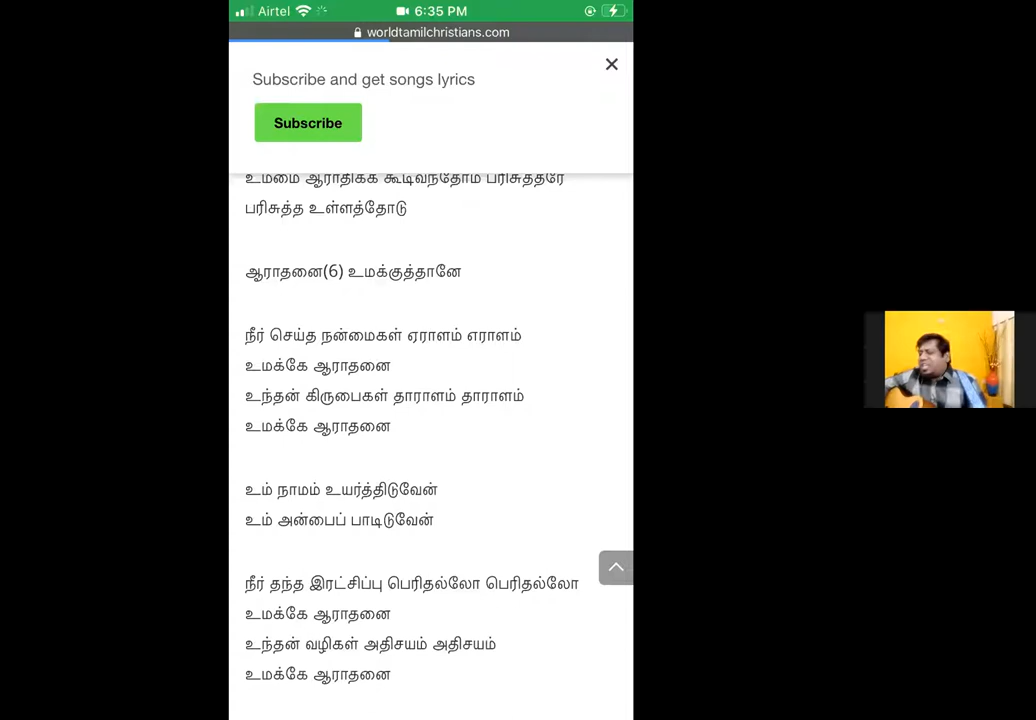 Airtel 6:35 PM
worldtamilchristians.com
Subscribe and get songs lyrics
Subscribe
உம்மை ஆராதிக்க கூடிவந்தோம் பரிசுத்தரே
பரிசுத்த உள்ளத்தோடு
ஆராதனை(6) உமக்குத்தானே
நீர் செய்த நன்மைகள் ஏராளம் எராளம்
உமக்கே ஆராதனை
உந்தன் கிருபைகள் தாராளம் தாராளம்
உமக்கே ஆராதனை
உம் நாமம் உயர்த்திடுவேன்
உம் அன்பைப் பாடிடுவேன்
நீர் தந்த இரட்சிப்பு பெரிதல்லோ பெரிதல்லோ
உமக்கே ஆராதனை
உந்தன் வழிகள் அதிசயம் அதிசயம்
உமக்கே ஆராதனை